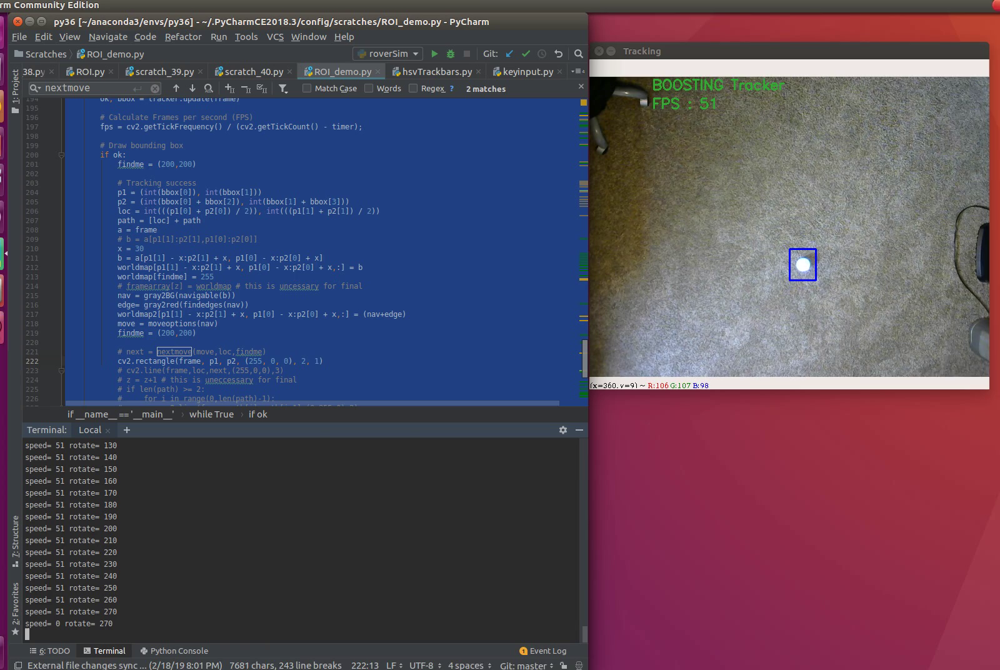 rm Community Edition
py36 [~/anaconda3/envs/py36] - ~/.PyCharmCE2018.3/config/scratches/ROI_demo.py - PyCharm
File Edit View Navigate Code Refactor Run Tools VCS Window Help
Scratches ROI_demo.py roverSim Git:
38.py ROI.py scratch_39.py scratch_40.py ROI_demo.py hsvTrackbars.py keyinput.py
nextmove Match Case Words Regex ? 2 matches
194 ok, bbox = tracker.update(frame)
195
196 # Calculate Frames per second (FPS)
197 fps = cv2.getTickFrequency() / (cv2.getTickCount() - timer);
198
199 # Draw bounding box
200 if ok:
201 findme = (200,200)
202
203 # Tracking success
204 p1 = (int(bbox[0]), int(bbox[1]))
205 p2 = (int(bbox[0] + bbox[2]), int(bbox[1] + bbox[3]))
206 loc = int(((p1[0] + p2[0]) / 2)), int(((p1[1] + p2[1]) / 2))
207 path = [loc] + path
208 a = frame
209 # b = a[p1[1]:p2[1],p1[0]:p2[0]]
210 x = 30
211 b = a[p1[1] - x:p2[1] + x, p1[0] - x:p2[0] + x]
212 worldmap[p1[1] - x:p2[1] + x, p1[0] - x:p2[0] + x,:] = b
213 worldmap[findme] = 255
214 # framearray[z] = worldmap # this is uncessary for final
215 nav = gray2BG(navigable(b))
216 edge= gray2red(findedges(nav))
217 worldmap2[p1[1] - x:p2[1] + x, p1[0] - x:p2[0] + x,:] = (nav+edge)
218 move = moveoptions(nav)
219 findme = (200,200)
220
221 # next = nextmove(move,loc,findme)
222 cv2.rectangle(frame, p1, p2, (255, 0, 0), 2, 1)
223 # cv2.line(frame,loc,next,(255,0,0),3)
224 # z = z+1 # this is uneccessary for final
225 # if len(path) >= 2:
226 # for i in range(0,len(path)-1):
if __name__ == '__main__' › while True › if ok
Terminal: Local +
speed= 51 rotate= 130
speed= 51 rotate= 140
speed= 51 rotate= 150
speed= 51 rotate= 160
speed= 51 rotate= 170
speed= 51 rotate= 180
speed= 51 rotate= 190
speed= 51 rotate= 200
speed= 51 rotate= 210
speed= 51 rotate= 220
speed= 51 rotate= 230
speed= 51 rotate= 240
speed= 51 rotate= 250
speed= 51 rotate= 260
speed= 51 rotate= 270
speed= 0 rotate= 270
6: TODO Terminal Python Console 1 Event Log
External file changes sync ... (2/18/19 8:01 PM) 7681 chars, 243 line breaks 222:13 LF UTF-8 4 spaces Git: master
1: Project
7: Structure
2: Favorites
Tracking
BOOSTING Tracker
FPS : 51
(x=360, y=9) ~ R:106 G:107 B:98